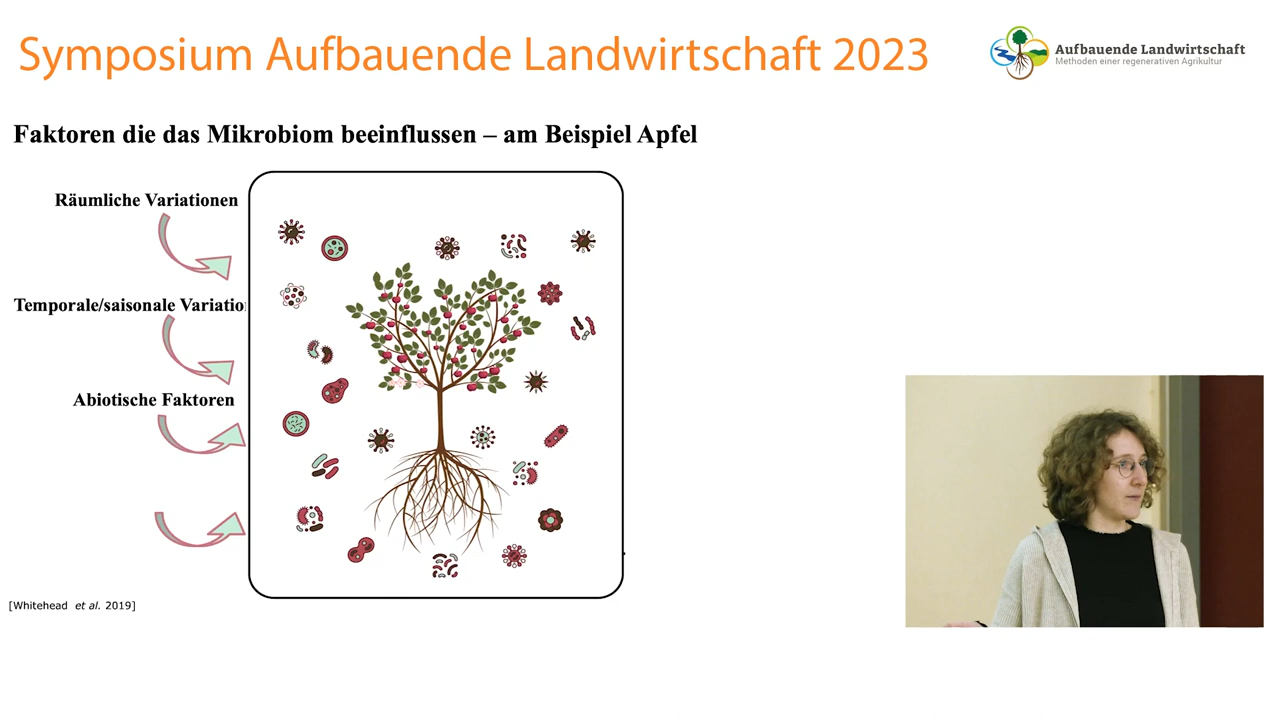 Symposium Aufbauende Landwirtschaft 2023
Aufbauende Landwirtschaft
Methoden einer regenerativen Agrikultur
Faktoren die das Mikrobiom beeinflussen – am Beispiel Apfel
Räumliche Variationen
Temporale/saisonale Variatio
Abiotische Faktoren
[Whitehead et al. 2019]